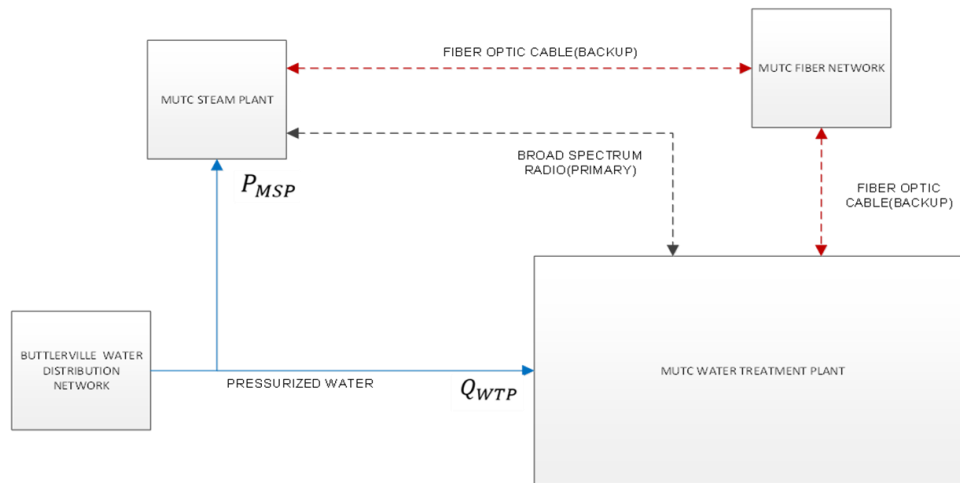 FIBER OPTIC CABLE(BACKUP)
MUTC STEAM PLANT
MUTC FIBER NETWORK
BROAD SPECTRUM
RADIO(PRIMARY)
P_MSP
FIBER OPTIC
CABLE(BACKUP)
BUTTLERVILLE WATER
DISTRIBUTION
NETWORK
PRESSURIZED WATER
Q_WTP
MUTC WATER TREATMENT PLANT